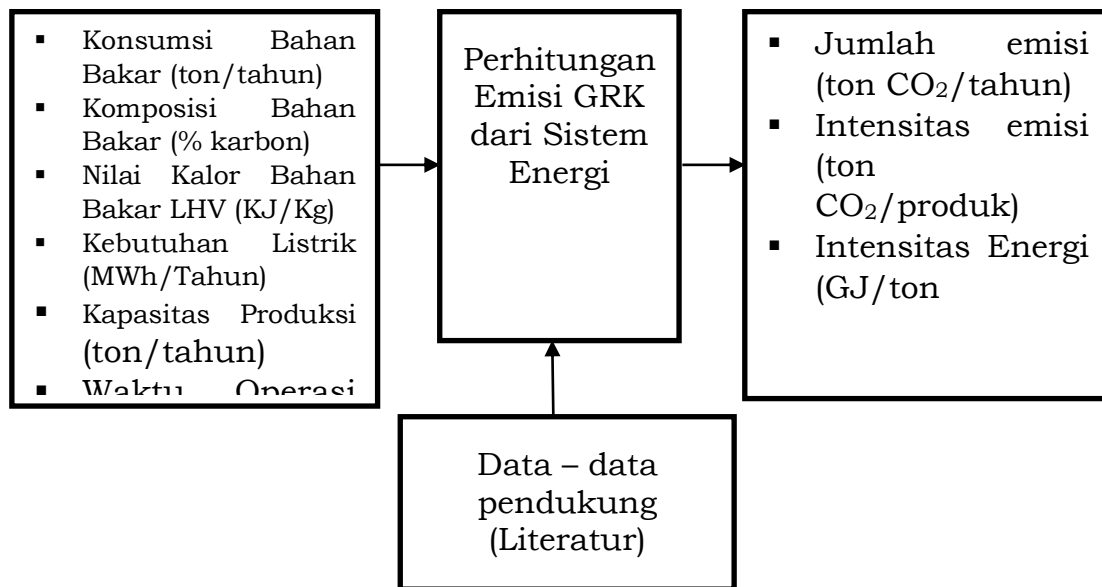 ▪ Konsumsi Bahan
Bakar (ton/tahun)
▪ Komposisi Bahan
Bakar (% karbon)
▪ Nilai Kalor Bahan
Bakar LHV (KJ/Kg)
▪ Kebutuhan Listrik
(MWh/Tahun)
▪ Kapasitas Produksi
(ton/tahun)
▪ Waktu Operasi
Perhitungan
Emisi GRK
dari Sistem
Energi
▪ Jumlah emisi
(ton CO₂/tahun)
▪ Intensitas emisi
(ton
CO₂/produk)
▪ Intensitas Energi
(GJ/ton
Data – data
pendukung
(Literatur)